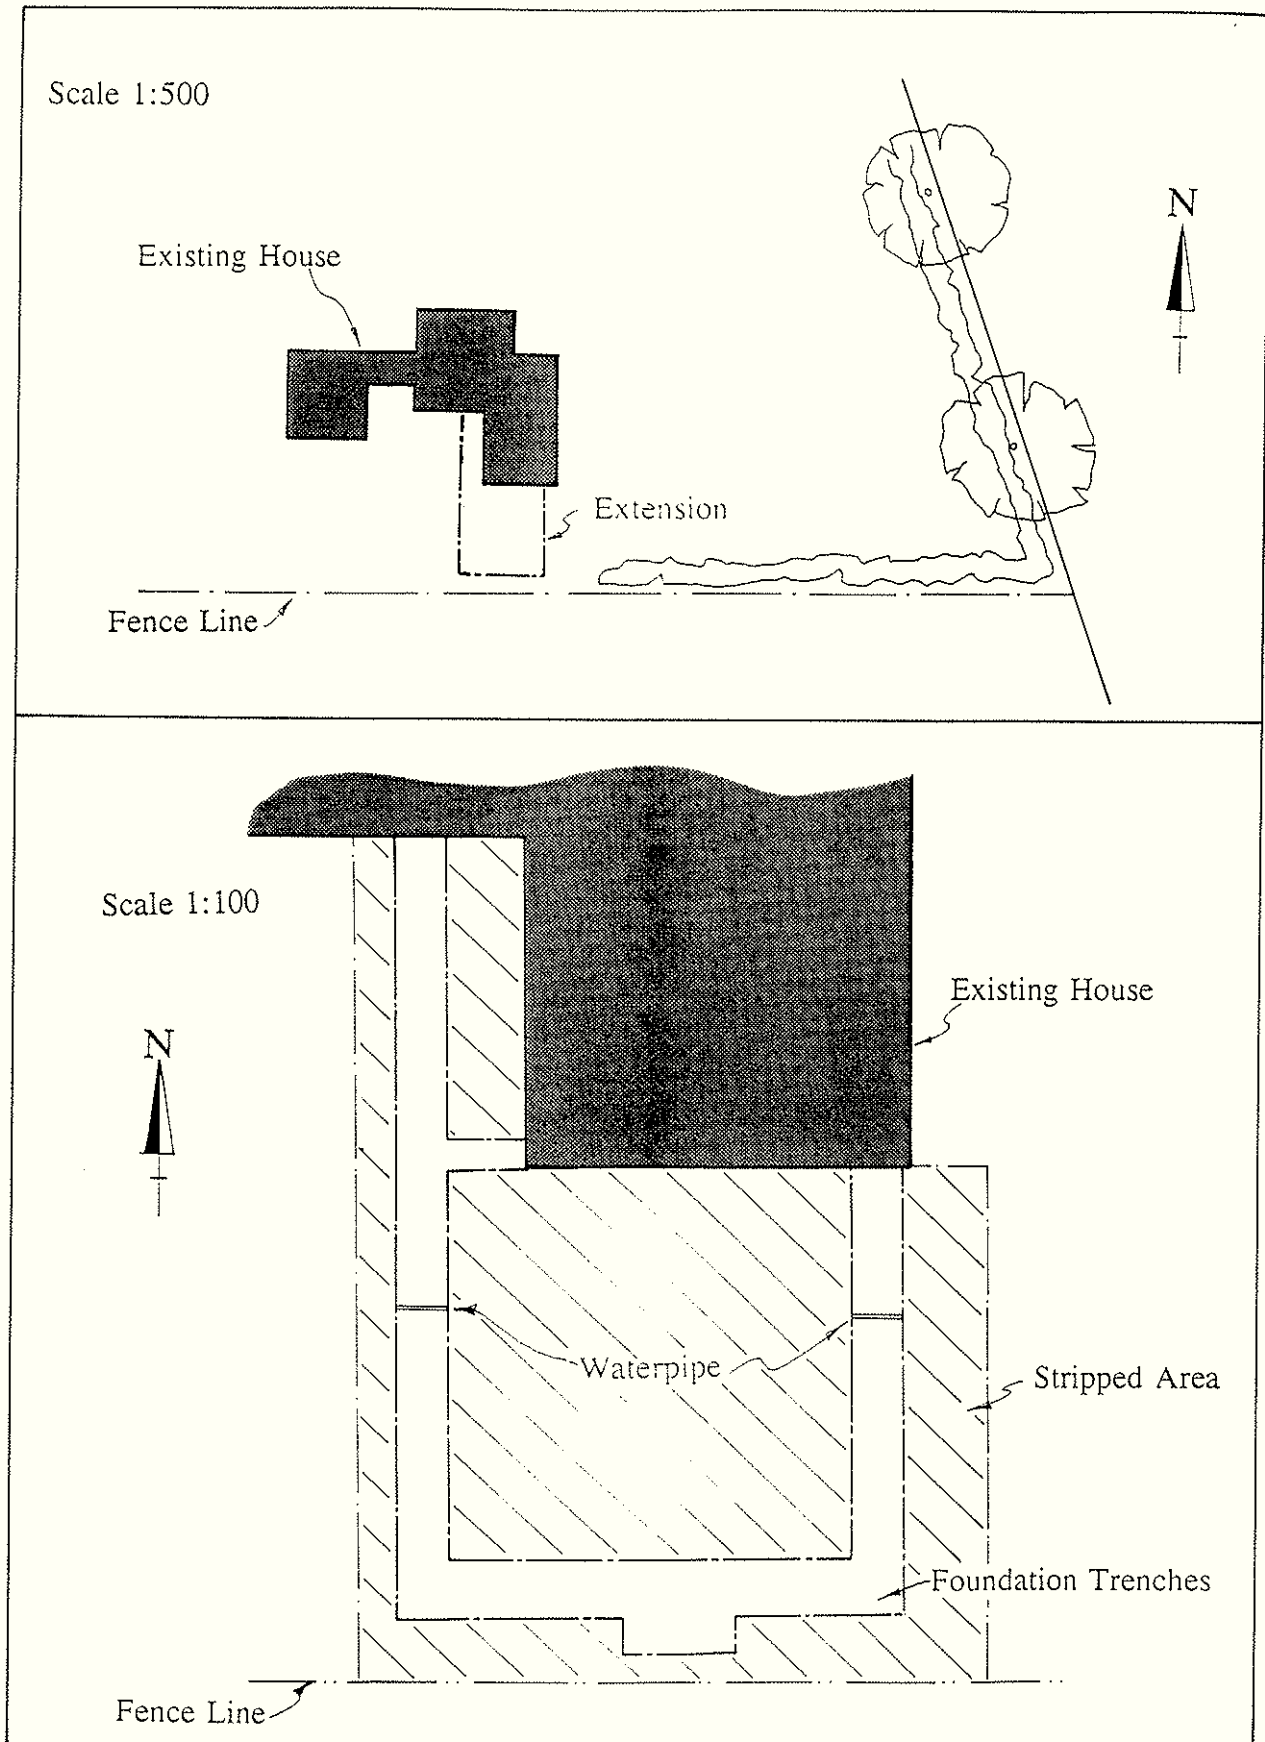 Scale 1:500
N
Existing House
Extension
Fence Line
Scale 1:100
Existing House
N
Waterpipe
Stripped Area
Foundation Trenches
Fence Line